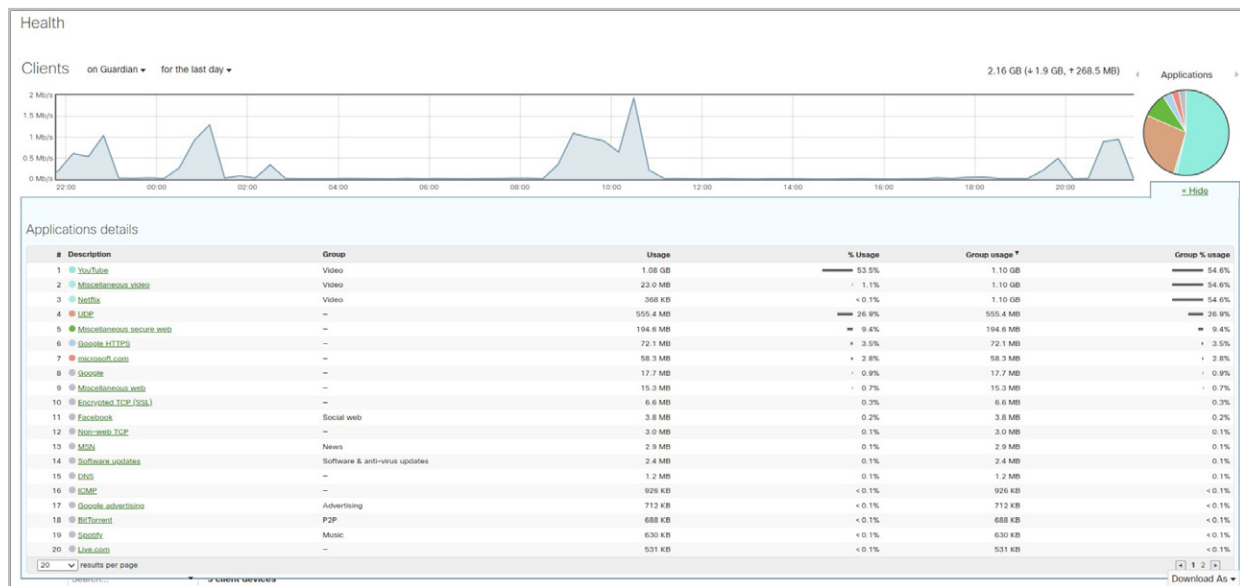 Health
Clients on Guardian for the last day 2.16 GB (↓ 1.9 GB, ↑ 268.5 MB) Applications
2 Mb/s
1.5 Mb/s
1 Mb/s
0.5 Mb/s
0 Mb/s
22:00 00:00 02:00 04:00 06:00 08:00 10:00 12:00 14:00 16:00 18:00 20:00
« Hide
Applications details
# Description Group Usage % Usage Group usage Group % usage
1 YouTube Video 1.08 GB 53.5% 1.10 GB 54.6%
2 Miscellaneous video Video 23.0 MB 1.1% 1.10 GB 54.6%
3 Netflix Video 368 KB < 0.1% 1.10 GB 54.6%
4 UDP – 555.4 MB 26.9% 555.4 MB 26.9%
5 Miscellaneous secure web – 194.6 MB 9.4% 194.6 MB 9.4%
6 Google HTTPS – 72.1 MB 3.5% 72.1 MB 3.5%
7 microsoft.com – 58.3 MB 2.8% 58.3 MB 2.8%
8 Google – 17.7 MB 0.9% 17.7 MB 0.9%
9 Miscellaneous web – 15.3 MB 0.7% 15.3 MB 0.7%
10 Encrypted TCP (SSL) – 6.6 MB 0.3% 6.6 MB 0.3%
11 Facebook Social web 3.8 MB 0.2% 3.8 MB 0.2%
12 Non-web TCP – 3.0 MB 0.1% 3.0 MB 0.1%
13 MSN News 2.9 MB 0.1% 2.9 MB 0.1%
14 Software updates Software & anti-virus updates 2.4 MB 0.1% 2.4 MB 0.1%
15 DNS – 1.2 MB 0.1% 1.2 MB 0.1%
16 ICMP – 926 KB < 0.1% 926 KB < 0.1%
17 Google advertising Advertising 712 KB < 0.1% 712 KB < 0.1%
18 BitTorrent P2P 688 KB < 0.1% 688 KB < 0.1%
19 Spotify Music 630 KB < 0.1% 630 KB < 0.1%
20 Live.com – 531 KB < 0.1% 531 KB < 0.1%
20 results per page 1 2
Search... client devices Download As